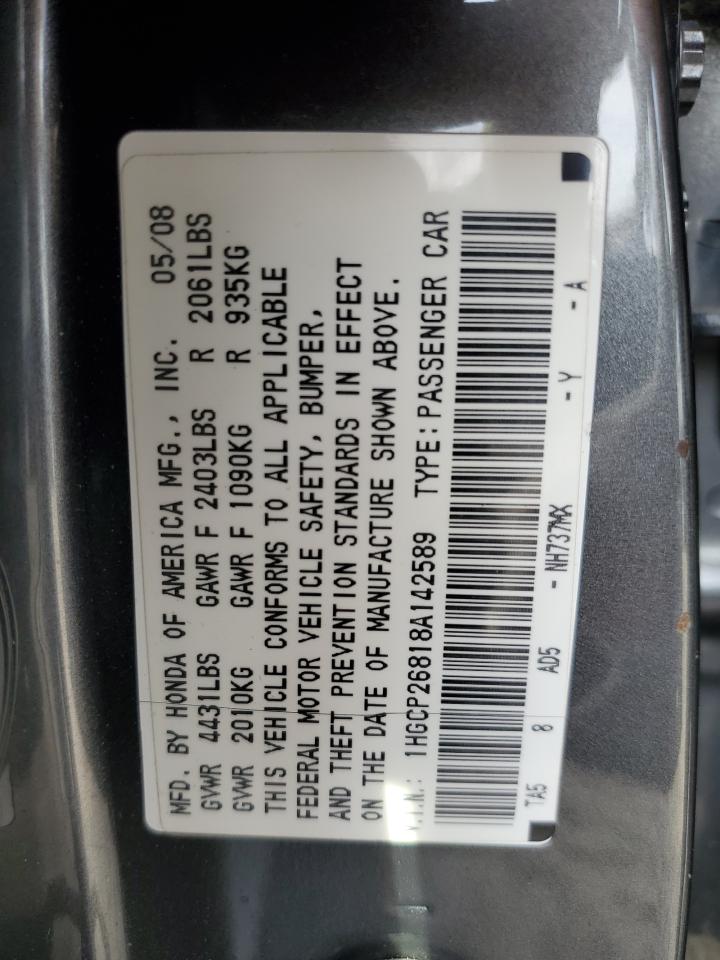 MFD. BY HONDA OF AMERICA MFG., INC. 05/08
GVWR 4431LBS GAWR F 2403LBS R 2061LBS
GVWR 2010KG GAWR F 1090KG R 935KG
THIS VEHICLE CONFORMS TO ALL APPLICABLE
FEDERAL MOTOR VEHICLE SAFETY, BUMPER,
AND THEFT PREVENTION STANDARDS IN EFFECT
ON THE DATE OF MANUFACTURE SHOWN ABOVE.
V.I.N.: 1HGCP26818A142589 TYPE:PASSENGER CAR
TA5 8 AD5 - NH737MX - Y - A